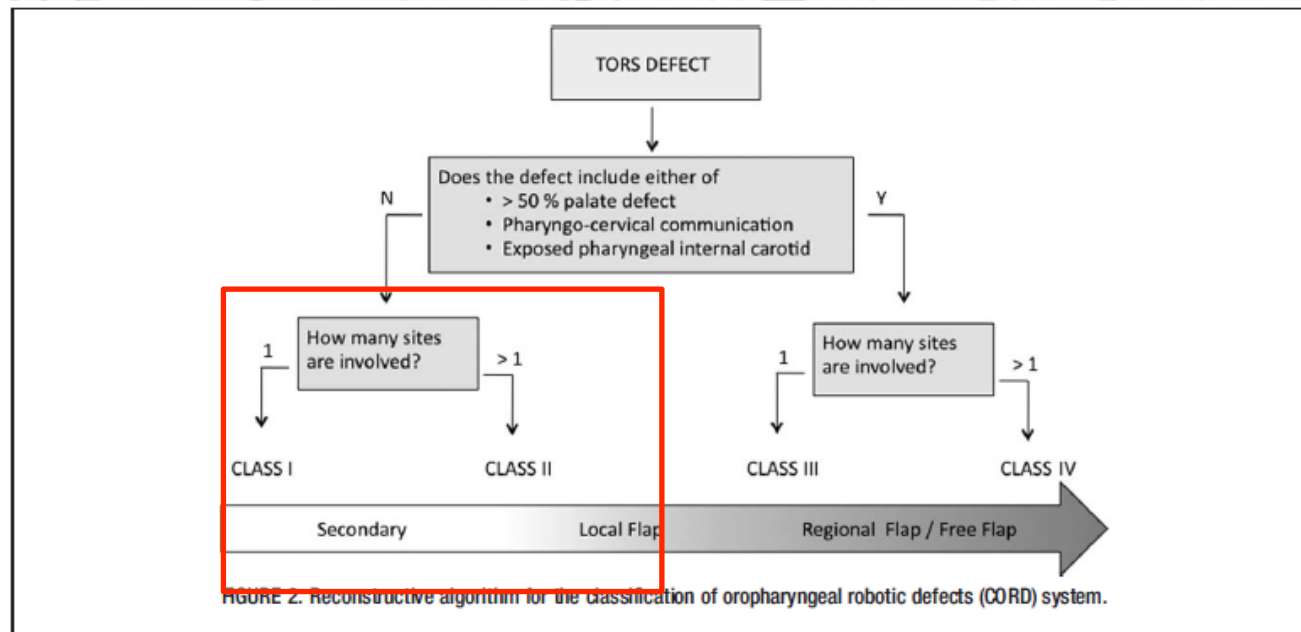 TORS DEFECT
Does the defect include either of
• > 50 % palate defect
• Pharyngo-cervical communication
• Exposed pharyngeal internal carotid
N
Y
How many sites
are involved?
1
> 1
How many sites
are involved?
1
> 1
CLASS I
CLASS II
CLASS III
CLASS IV
Secondary
Local Flap
Regional Flap / Free Flap
FIGURE 2. Reconstructive algorithm for the classification of oropharyngeal robotic defects (CORD) system.